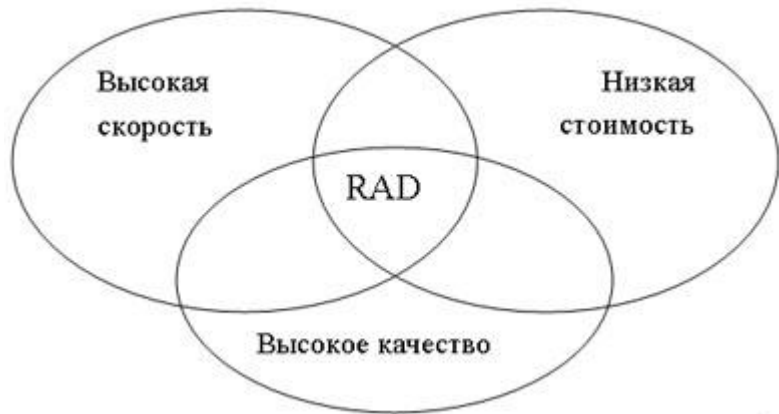 Высокая
скорость
Низкая
стоимость
RAD
Высокое качество